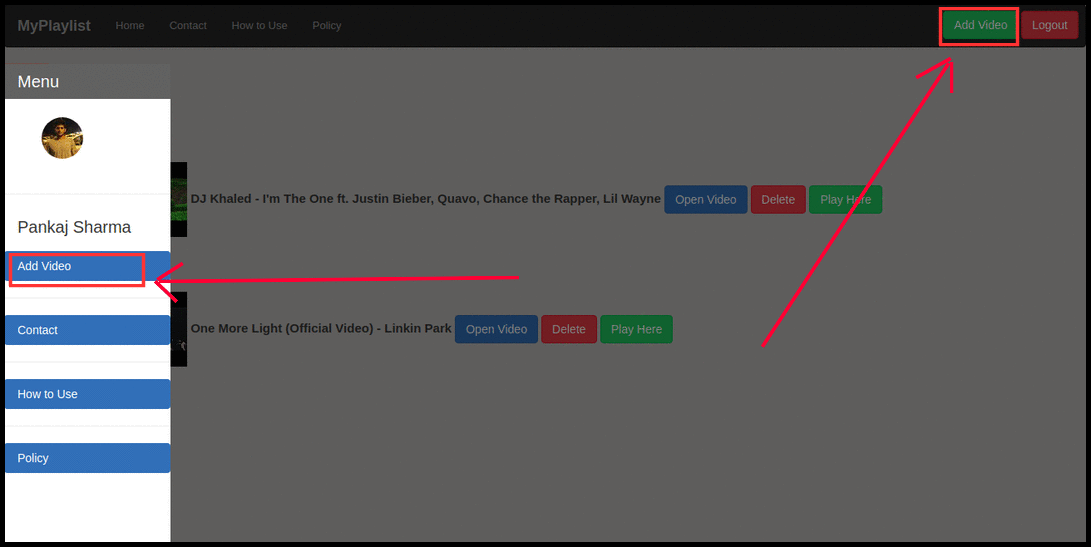 MyPlaylist Home Contact How to Use Policy Add Video Logout
Menu
DJ Khaled - I'm The One ft. Justin Bieber, Quavo, Chance the Rapper, Lil Wayne Open Video Delete Play Here
Pankaj Sharma
Add Video
One More Light (Official Video) - Linkin Park Open Video Delete Play Here
Contact
How to Use
Policy